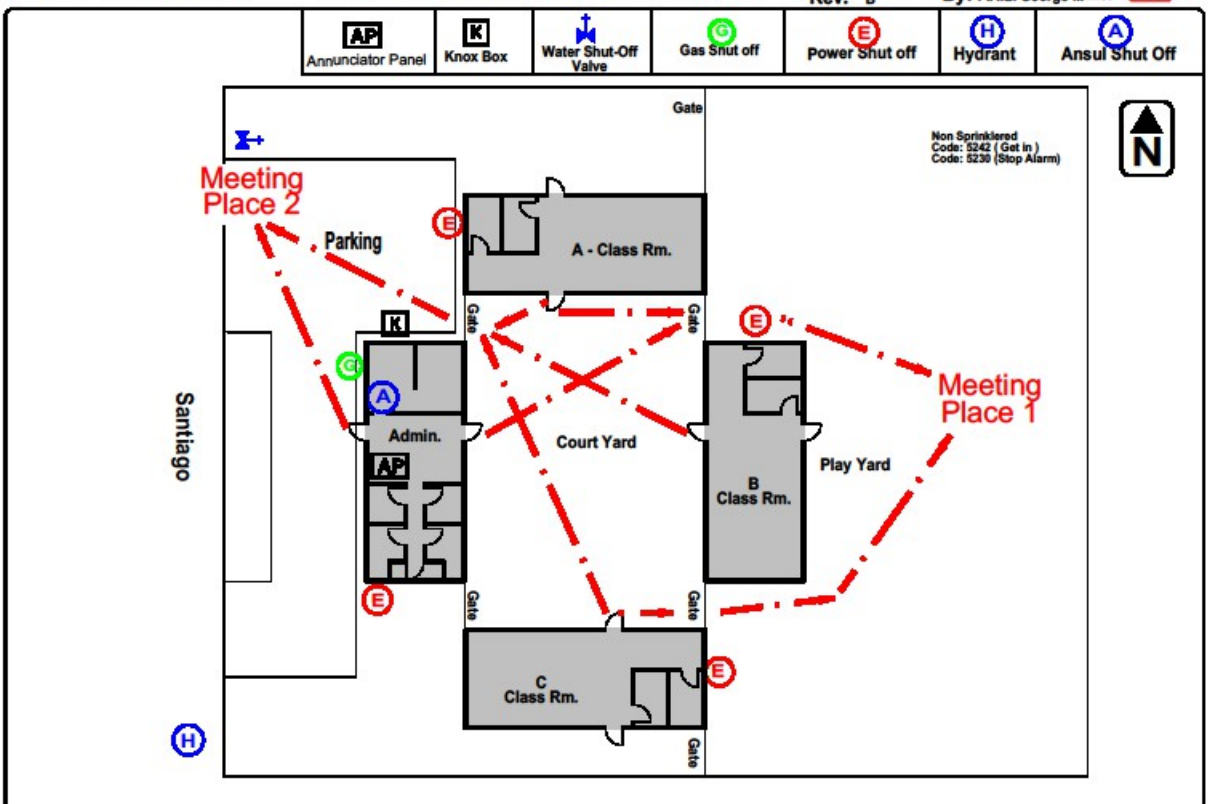 Rev. B
By:
AP
Annunciator Panel
K
Knox Box
Water Shut-Off
Valve
G
Gas Shut off
E
Power Shut off
H
Hydrant
A
Ansul Shut Off
Gate
Non Sprinklered
Code: 5242 ( Get in )
Code: 5230 (Stop Alarm)
N
Meeting
Place 2
Parking
E
A - Class Rm.
K
Gate
Gate
E
G
A
Meeting
Place 1
Santiago
Admin.
Court Yard
Play Yard
AP
B
Class Rm.
E
Gate
Gate
C
Class Rm.
E
H
Gate